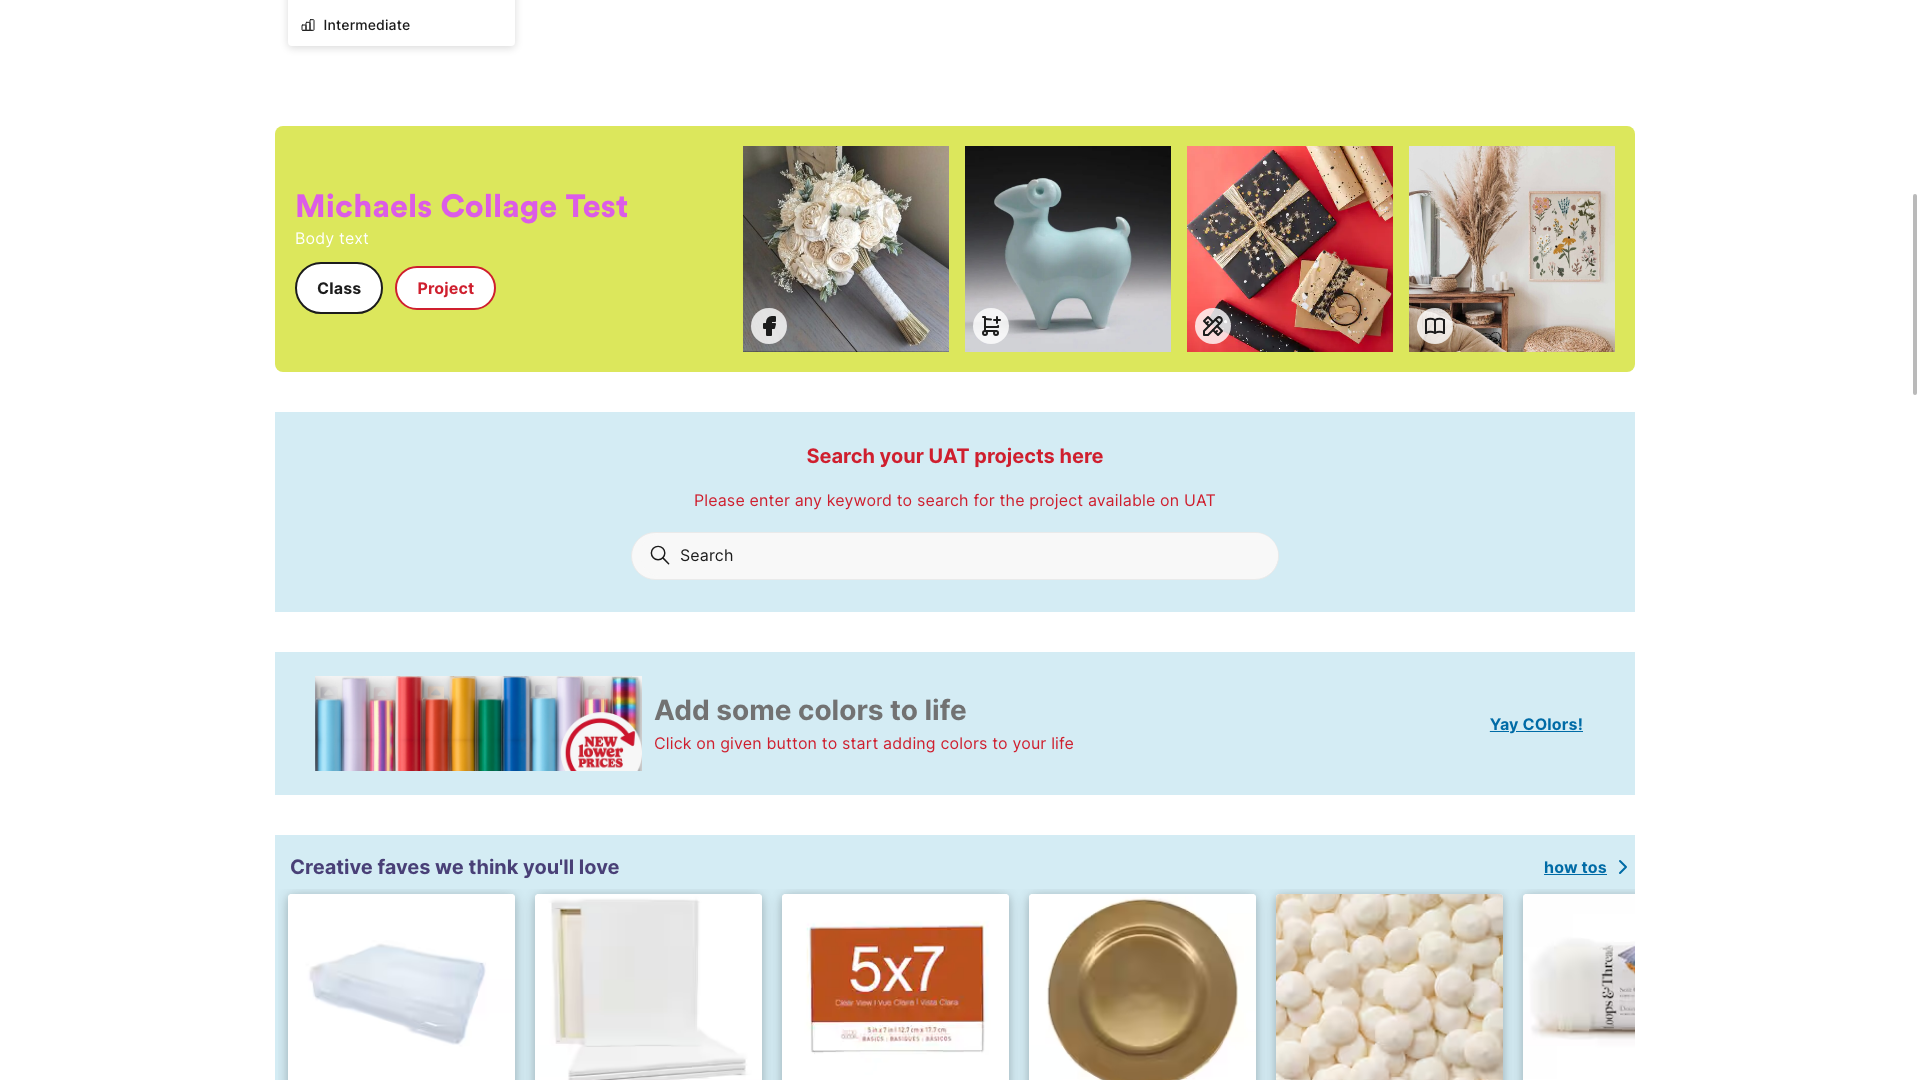 Intermediate
Michaels Collage Test
Body text
Class
Project
Search your UAT projects here
Please enter any keyword to search for the project available on UAT
Search
NEW
lower
PRICES
Add some colors to life
Click on given button to start adding colors to your life
Yay COlors!
Creative faves we think you'll love
how tos
5x7
Clear View | Vue Claire | Vista Clara
5 in x 7 in | 12.7 cm x 17.7 cm
BASICS | BASIQUES | BÁSICOS
Loops & Threads